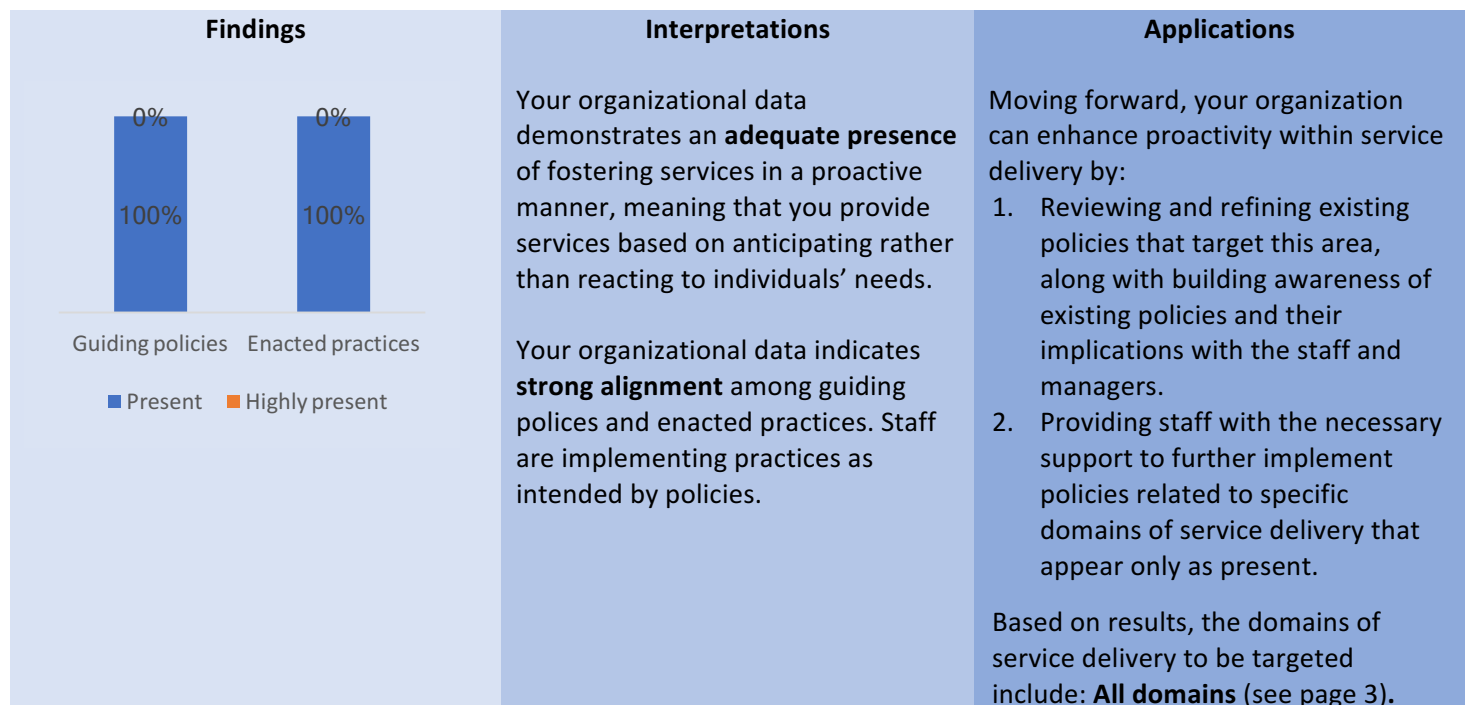 Findings
0%
0%
100%
100%
Guiding policies
Enacted practices
Present
Highly present
Interpretations
Your organizational data
demonstrates an adequate presence
of fostering services in a proactive
manner, meaning that you provide
services based on anticipating rather
than reacting to individuals’ needs.
Your organizational data indicates
strong alignment among guiding
polices and enacted practices. Staff
are implementing practices as
intended by policies.
Applications
Moving forward, your organization
can enhance proactivity within service
delivery by:
1. Reviewing and refining existing
policies that target this area,
along with building awareness of
existing policies and their
implications with the staff and
managers.
2. Providing staff with the necessary
support to further implement
policies related to specific
domains of service delivery that
appear only as present.
Based on results, the domains of
service delivery to be targeted
include: All domains (see page 3).